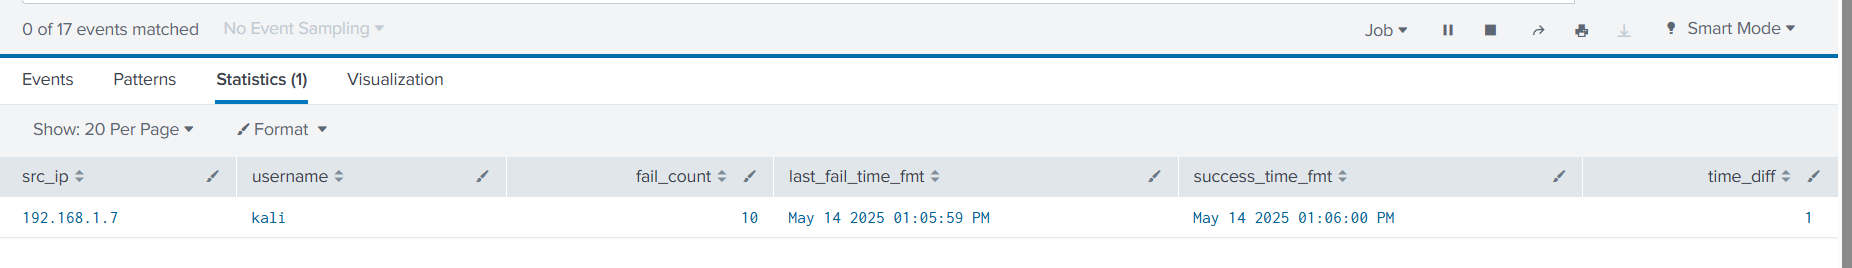 0 of 17 events matched No Event Sampling Job Smart Mode
Events Patterns Statistics (1) Visualization
Show: 20 Per Page Format
src_ip username fail_count last_fail_time_fmt success_time_fmt time_diff
192.168.1.7 kali 10 May 14 2025 01:05:59 PM May 14 2025 01:06:00 PM 1